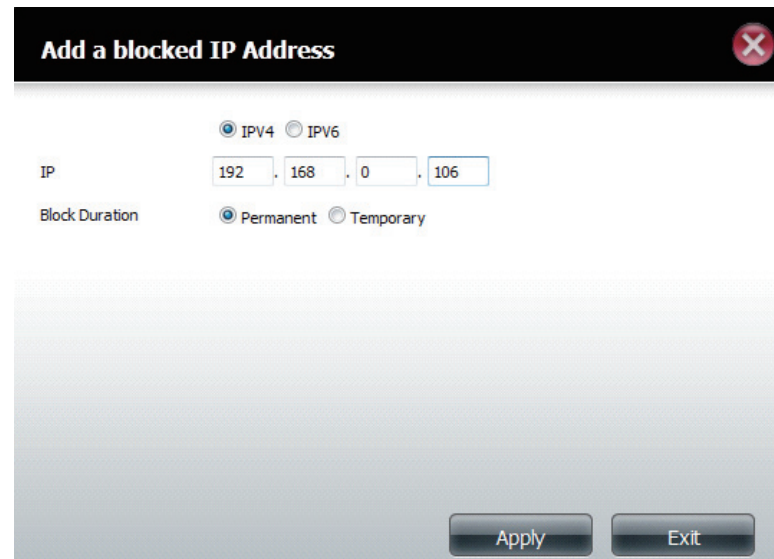 Add a blocked IP Address
IPV4 IPV6
IP 192 . 168 . 0 . 106
Block Duration Permanent Temporary
Apply Exit